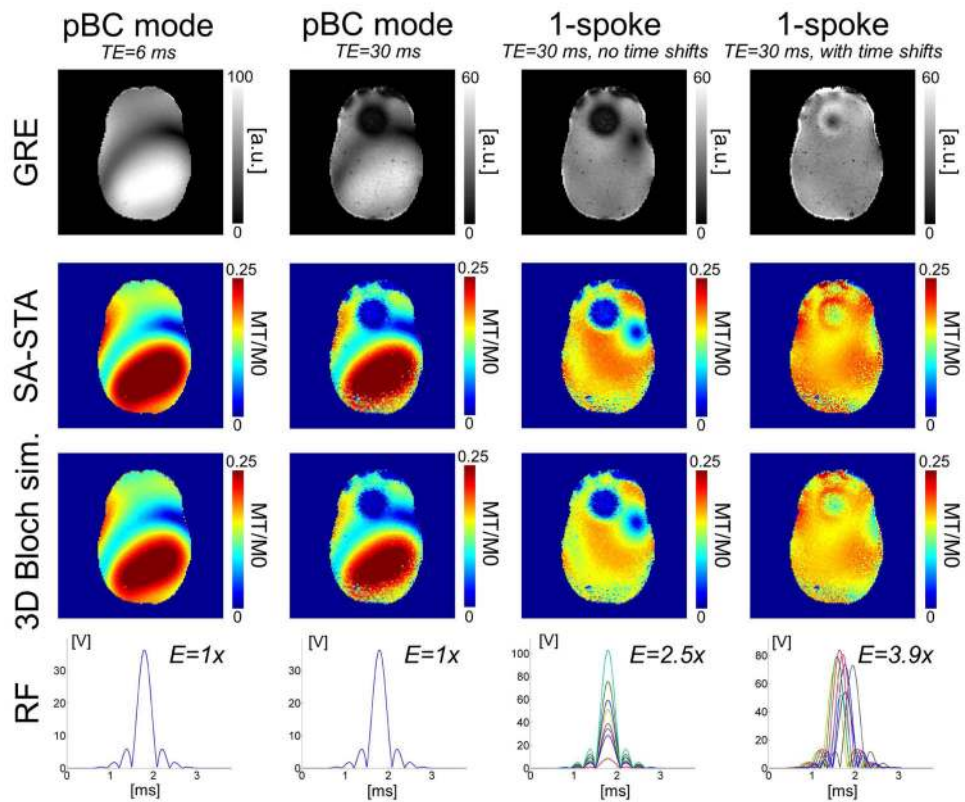 pBC mode pBC mode 1-spoke 1-spoke
TE=6 ms TE=30 ms TE=30 ms, no time shifts TE=30 ms, with time shifts
GRE 100 [a.u.] 0 60 [a.u.] 0 60 [a.u.] 0 60 [a.u.] 0
SA-STA 0.25 MT/M0 0 0.25 MT/M0 0 0.25 MT/M0 0 0.25 MT/M0 0
3D Bloch sim. 0.25 MT/M0 0 0.25 MT/M0 0 0.25 MT/M0 0 0.25 MT/M0 0
RF
[V] E=1x [V] E=1x [V] E=2.5x [V] E=3.9x
30 30 100 80
20 20 80 60
10 10 60 40
0 0 40 20
20 0
0
0 1 2 3 0 1 2 3 0 1 2 3 0 1 2 3
[ms] [ms] [ms] [ms]